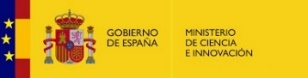 GOBIERNO
DE ESPAÑA
MINISTERIO
DE CIENCIA
E INNOVACIÓN